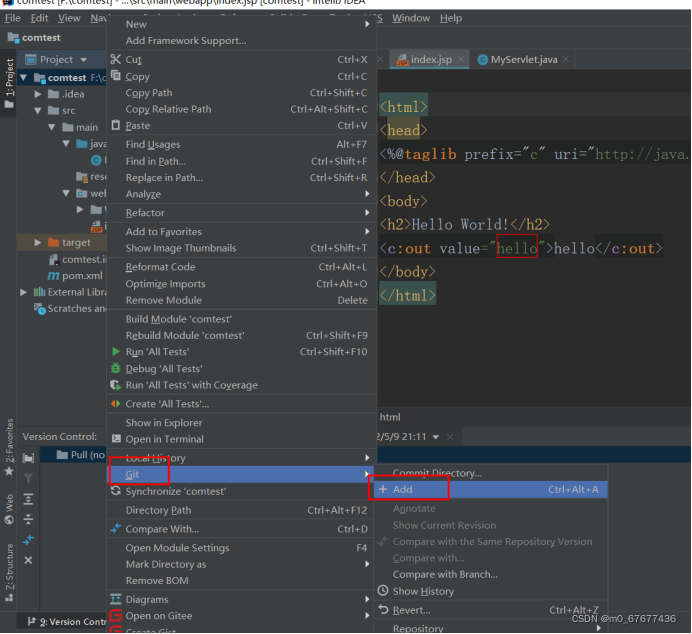 comtest [F:\comtest] - ...\src\main\webapp\index.jsp [comtest] - IntelliJ IDEA
File Edit View Window Help
comtest
1: Project
Project
index.jsp
MyServlet.java
comtest
.idea
src
main
java
target
pom.xml
External Libra
Scratches and
New
Add Framework Support...
Cut Ctrl+X
Copy Ctrl+C
Copy Path Ctrl+Shift+C
Copy Relative Path Ctrl+Alt+Shift+C
Paste Ctrl+V
Find Usages Alt+F7
Find in Path... Ctrl+Shift+F
Replace in Path... Ctrl+Shift+R
Analyze
Refactor
Add to Favorites
Show Image Thumbnails Ctrl+Shift+T
Reformat Code Ctrl+Alt+L
Optimize Imports Ctrl+Alt+O
Remove Module Delete
Build Module 'comtest'
Rebuild Module 'comtest' Ctrl+Shift+F9
Run 'All Tests' Ctrl+Shift+F10
Debug 'All Tests'
Run 'All Tests' with Coverage
Create 'All Tests'...
Show in Explorer
Open in Terminal
Local History
Git
Synchronize 'comtest'
Directory Path Ctrl+Alt+F12
Compare With... Ctrl+D
Open Module Settings F4
Mark Directory as
Remove BOM
Diagrams
Open on Gitee
Create Gist...
<html>
<head>
<%@taglib prefix="c" uri="http://java.
</head>
<body>
<h2>Hello World!</h2>
<c:out value="hello">hello</c:out>
</body>
</html>
html
2/5/9 21:11
Version Control:
Pull (no
2: Favorites
Web
Z: Structure
9: Version Contr
Commit Directory...
Add Ctrl+Alt+A
Annotate
Show Current Revision
Compare with the Same Repository Version
Compare with...
Compare with Branch...
Show History
Revert... Ctrl+Alt+Z
Repository
CSDN @m0_67677436